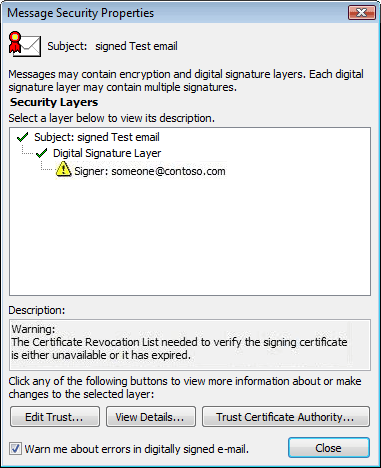 Message Security Properties
Subject: signed Test email
Messages may contain encryption and digital signature layers. Each digital
signature layer may contain multiple signatures.
Security Layers
Select a layer below to view its description.
Subject: signed Test email
Digital Signature Layer
Signer: someone@contoso.com
Description:
Warning:
The Certificate Revocation List needed to verify the signing certificate
is either unavailable or it has expired.
Click any of the following buttons to view more information about or make
changes to the selected layer:
Edit Trust... View Details... Trust Certificate Authority...
Warn me about errors in digitally signed e-mail. Close